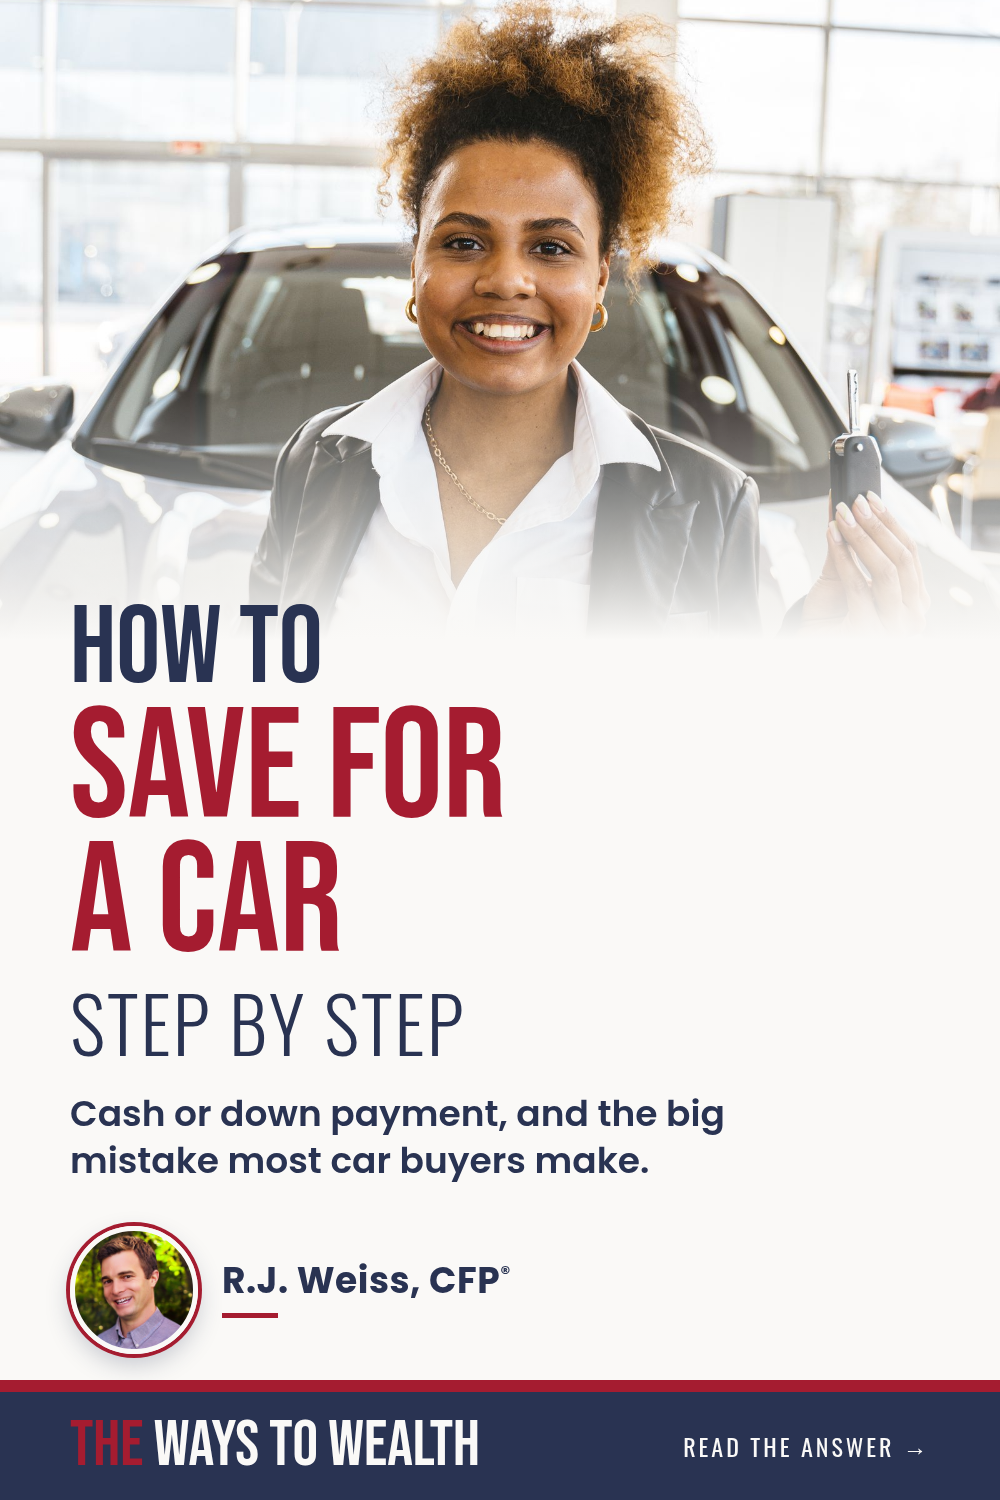 HOW TO
SAVE FOR
A CAR
STEP BY STEP
Cash or down payment, and the big
mistake most car buyers make.
R.J. Weiss, CFP®
THE WAYS TO WEALTH
READ THE ANSWER →